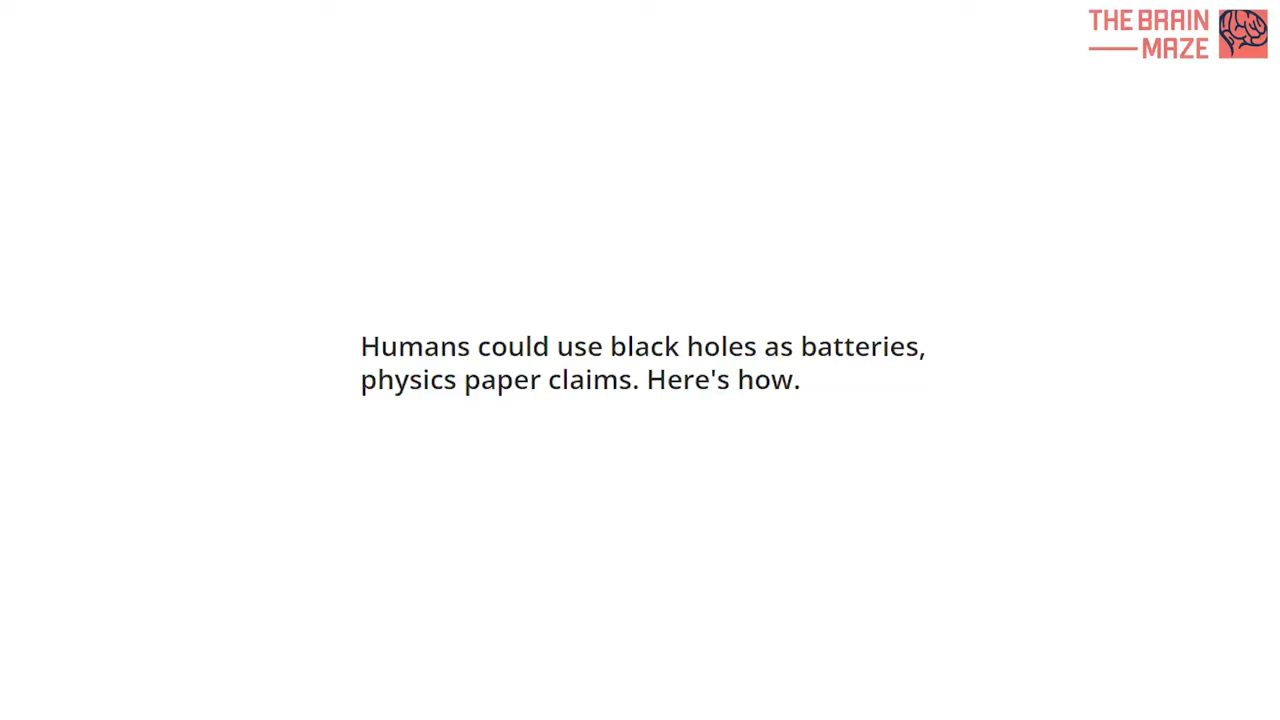 THE BRAIN
MAZE
Humans could use black holes as batteries,
physics paper claims. Here's how.